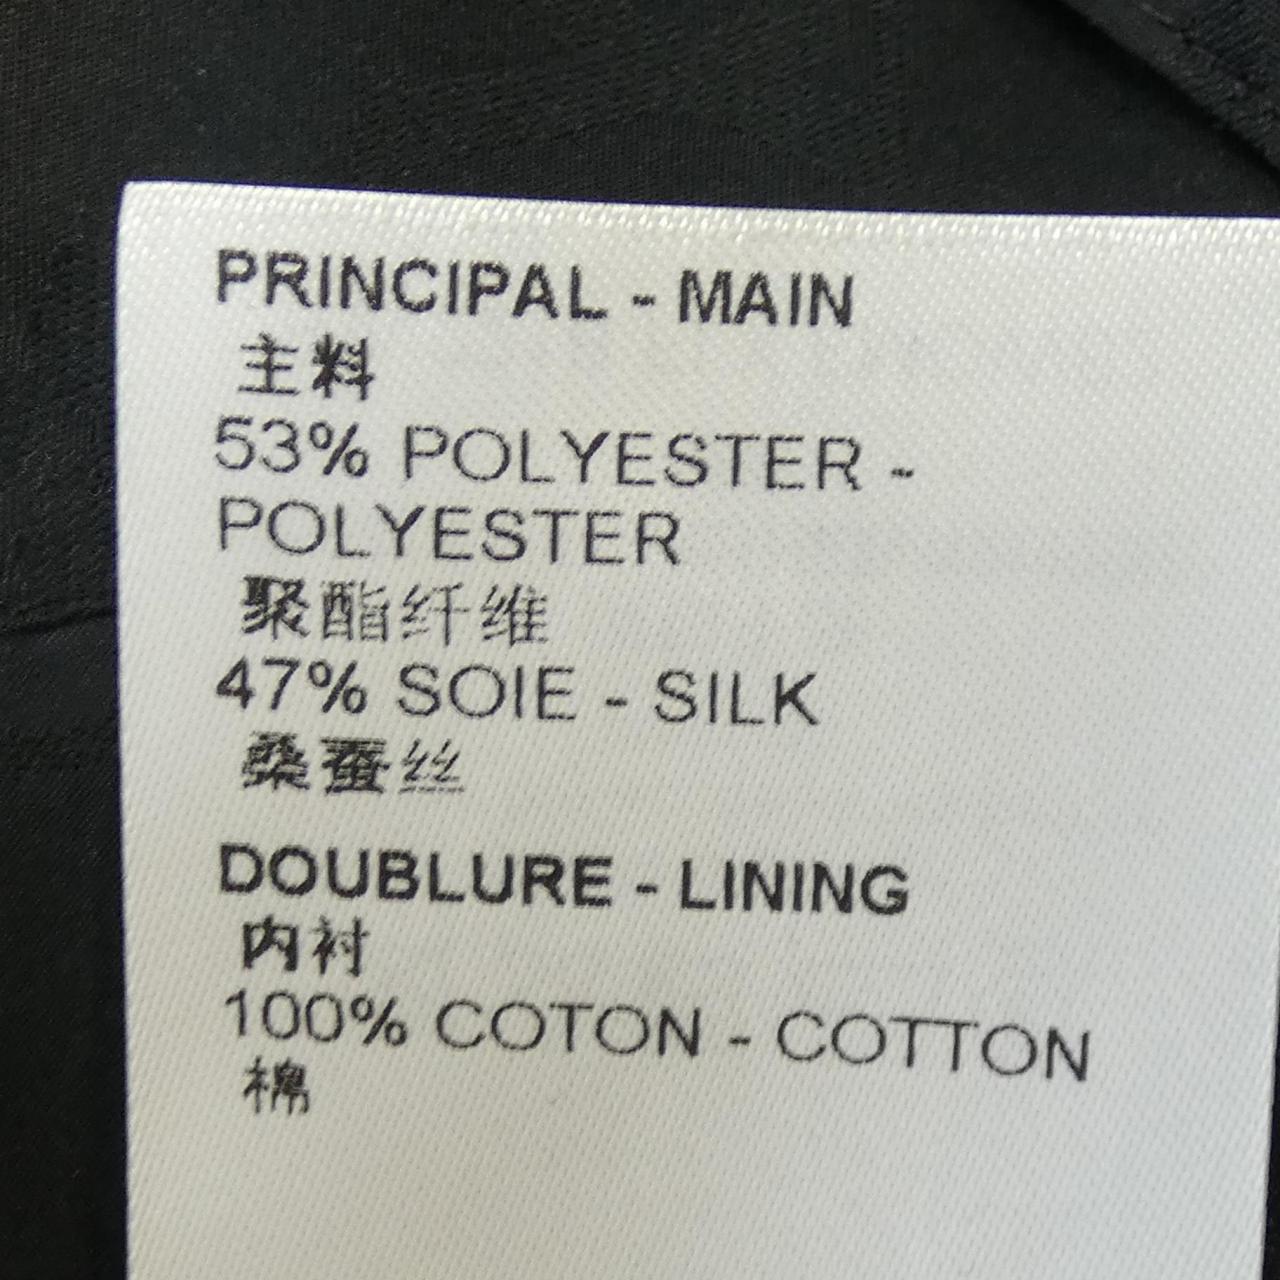 PRINCIPAL - MAIN
主料
53% POLYESTER -
POLYESTER
聚酯纤维
47% SOIE - SILK
桑蚕丝
DOUBLURE - LINING
内衬
100% COTON - COTTON
棉